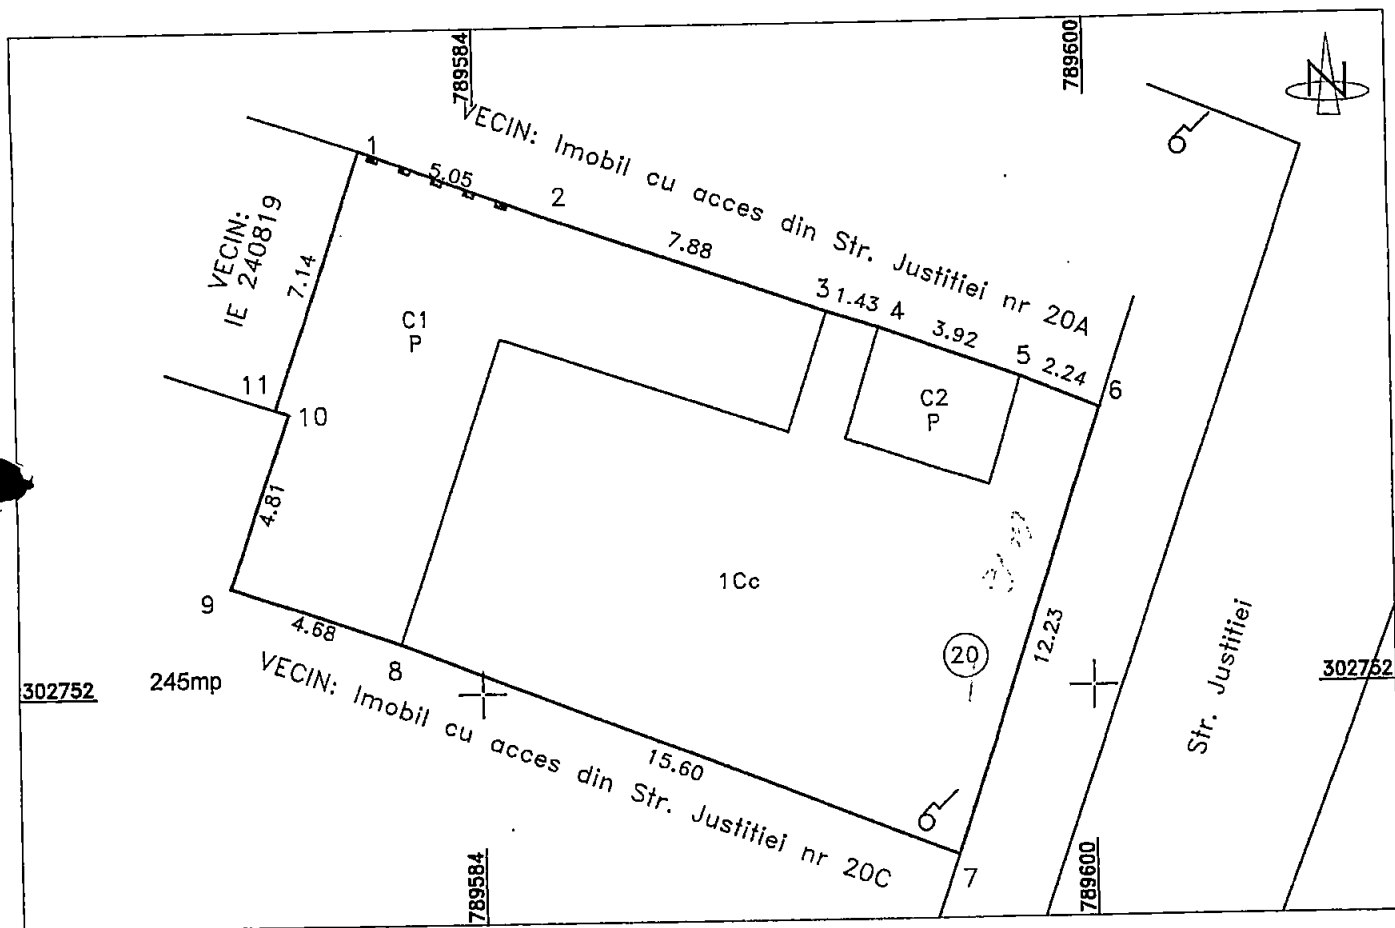 789584
789600
N
VECIN: Imobil cu acces din Str. Justitiei nr 20A
1
5.05
2
7.88
3
1.43
4
3.92
5
2.24
6
VECIN:
IE 240819
7.14
C1
P
C2
P
11
10
4.81
1Cc
9
4.68
8
12.23
20
Str. Justitiei
302752
245mp
302752
VECIN: Imobil cu acces din Str. Justitiei nr 20C
15.60
7
789584
789600